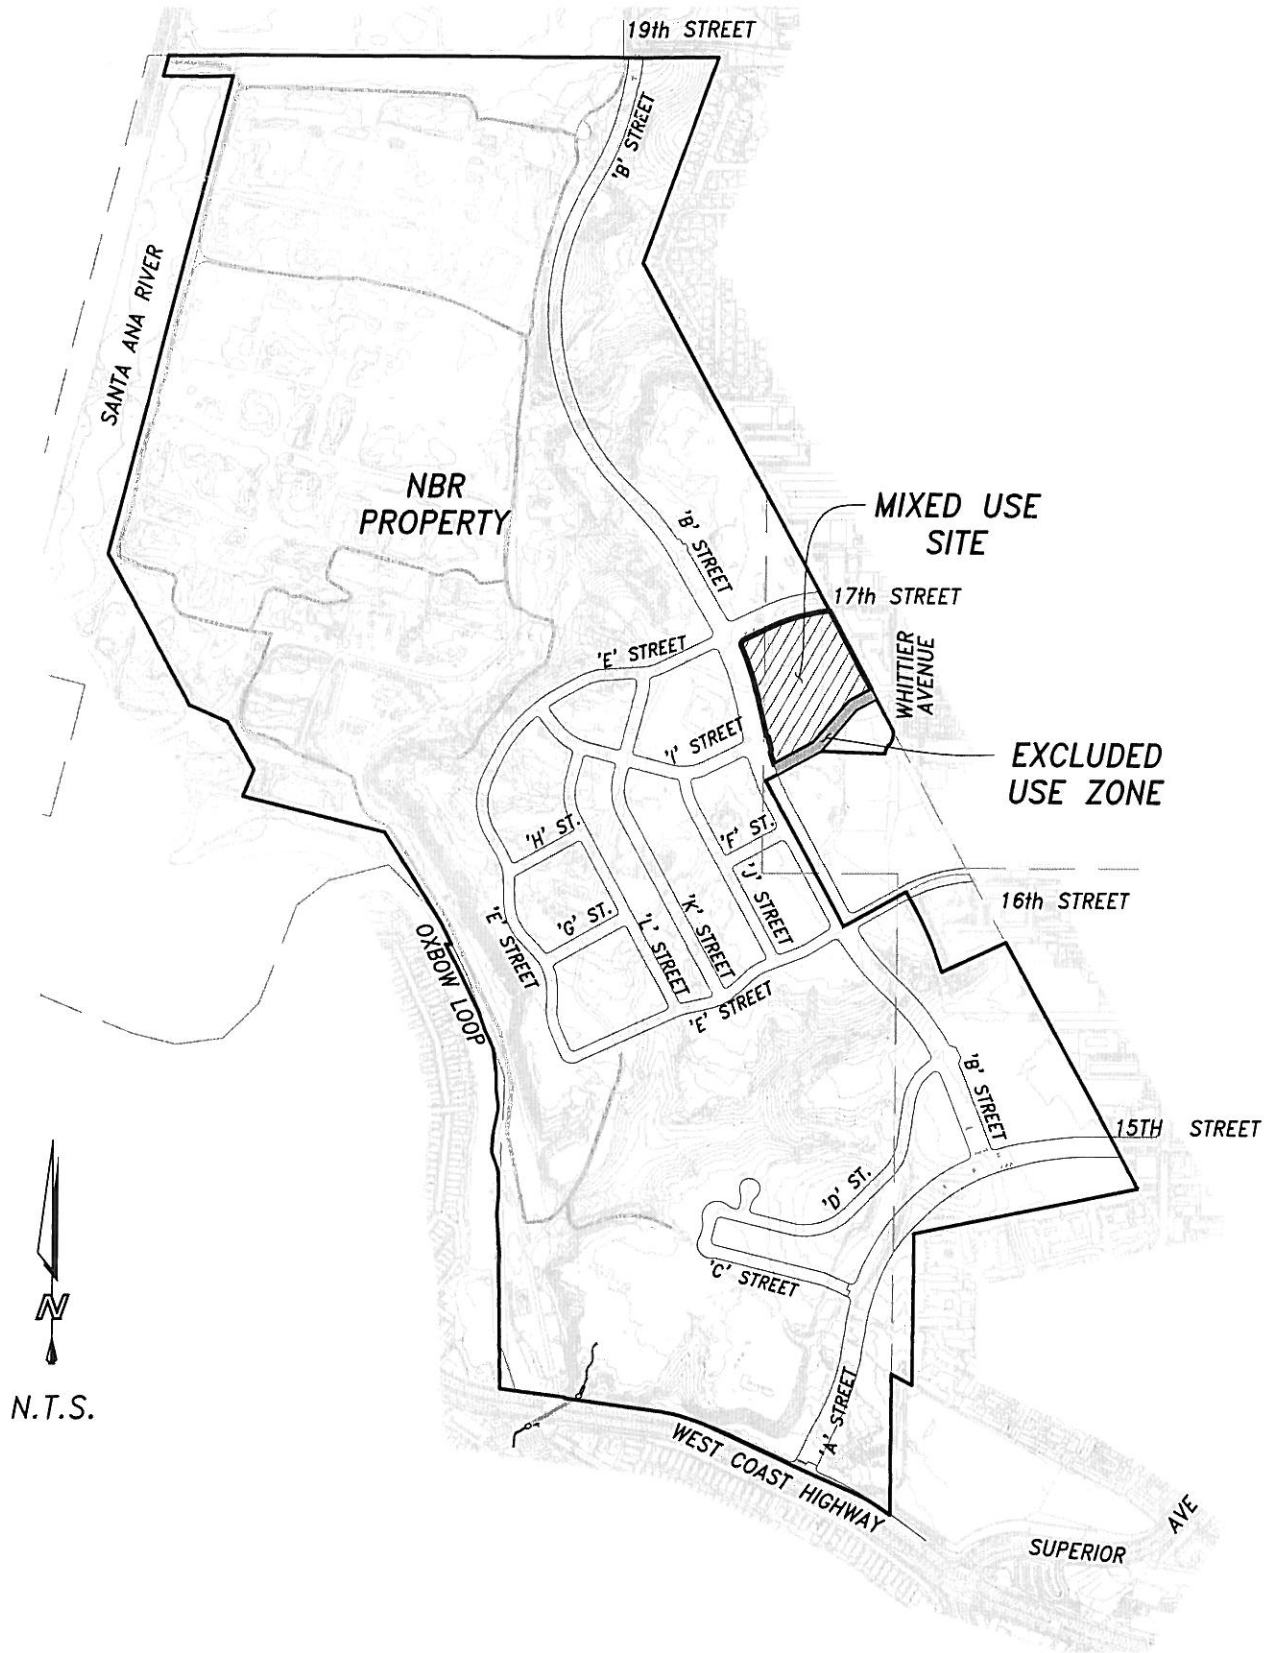 19th STREET
'B' STREET
SANTA ANA RIVER
NBR
PROPERTY
MIXED USE
SITE
'B' STREET
17th STREET
'E' STREET
WHITTIER
AVENUE
'I' STREET
EXCLUDED
USE ZONE
'H' ST.
'F' ST.
'J' STREET
16th STREET
'K' STREET
'G' ST.
'L' STREET
'E' STREET
OXBOW LOOP
'E' STREET
'B' STREET
15TH STREET
'D' ST.
'C' STREET
N
N.T.S.
'A' STREET
WEST COAST HIGHWAY
SUPERIOR AVE